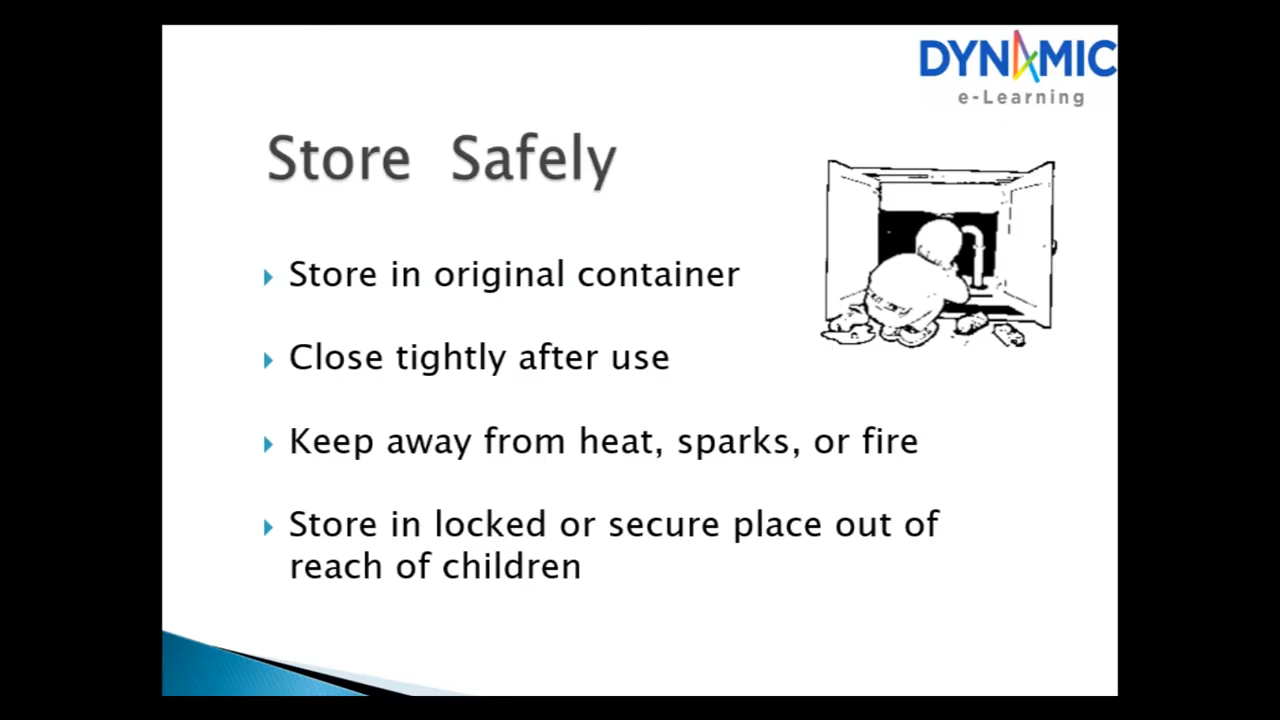 DYNAMIC
e-Learning
Store Safely
Store in original container
Close tightly after use
Keep away from heat, sparks, or fire
Store in locked or secure place out of
reach of children